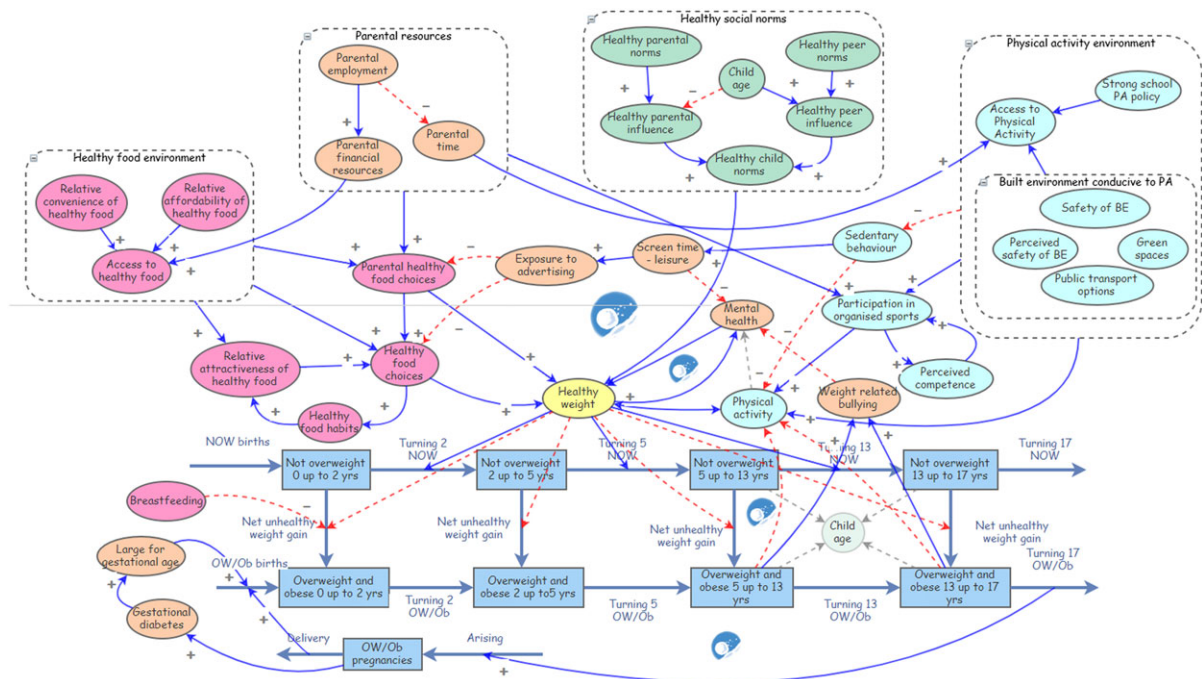 Healthy social norms
Parental resources
Physical activity environment
Healthy parental
norms
Healthy peer
norms
Parental
employment
Child
age
Strong school
PA policy
Access to
Physical
Activity
Healthy parental
influence
Healthy peer
influence
Parental
time
Parental
financial
resources
Healthy child
norms
Healthy food environment
Relative
convenience of
healthy food
Relative
affordability of
healthy food
Built environment conducive to PA
Safety of BE
Perceived
safety of BE
Green
spaces
Public transport
options
Access to
healthy food
Parental healthy
food choices
Exposure to
advertising
Screen time
- leisure
Sedentary
behaviour
Mental
health
Participation in
organised sports
Relative
attractiveness of
healthy food
Healthy
food
choices
Perceived
competence
Healthy
weight
Physical
activity
Weight related
bullying
Healthy
food habits
NOW births
Turning 2
NOW
Turning 5
NOW
Turning 13
NOW
Turning 17
NOW
Not overweight
0 up to 2 yrs
Not overweight
2 up to 5 yrs
Not overweight
5 up to 13 yrs
Not overweight
13 up to 17 yrs
Breastfeeding
Net unhealthy
weight gain
Net unhealthy
weight gain
Net unhealthy
weight gain
Child
age
Net unhealthy
weight gain
Large for
gestational age
OW/Ob births
Turning 17
OW/Ob
Overweight and
obese 0 up to 2 yrs
Overweight and
obese 2 up to5 yrs
Overweight and
obese 5 up to 13
yrs
Overweight and
obese 13 up to 17
yrs
Turning 2
OW/Ob
Turning 5
OW/Ob
Turning 13
OW/Ob
Gestational
diabetes
Delivery
OW/Ob
pregnancies
Arising